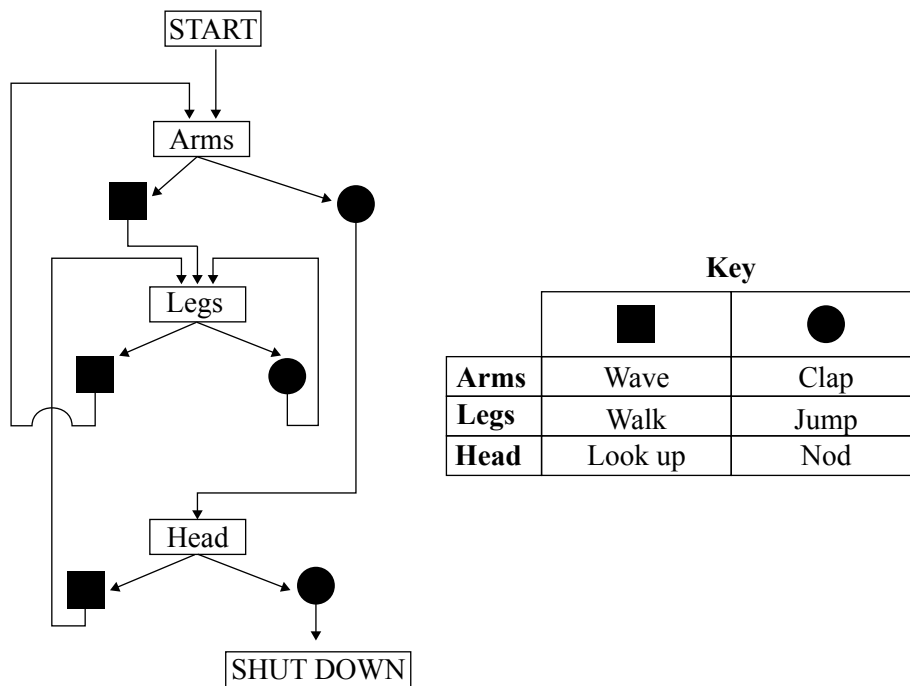 START
Arms
Legs
Head
SHUT DOWN
Key
Arms Wave Clap
Legs Walk Jump
Head Look up Nod